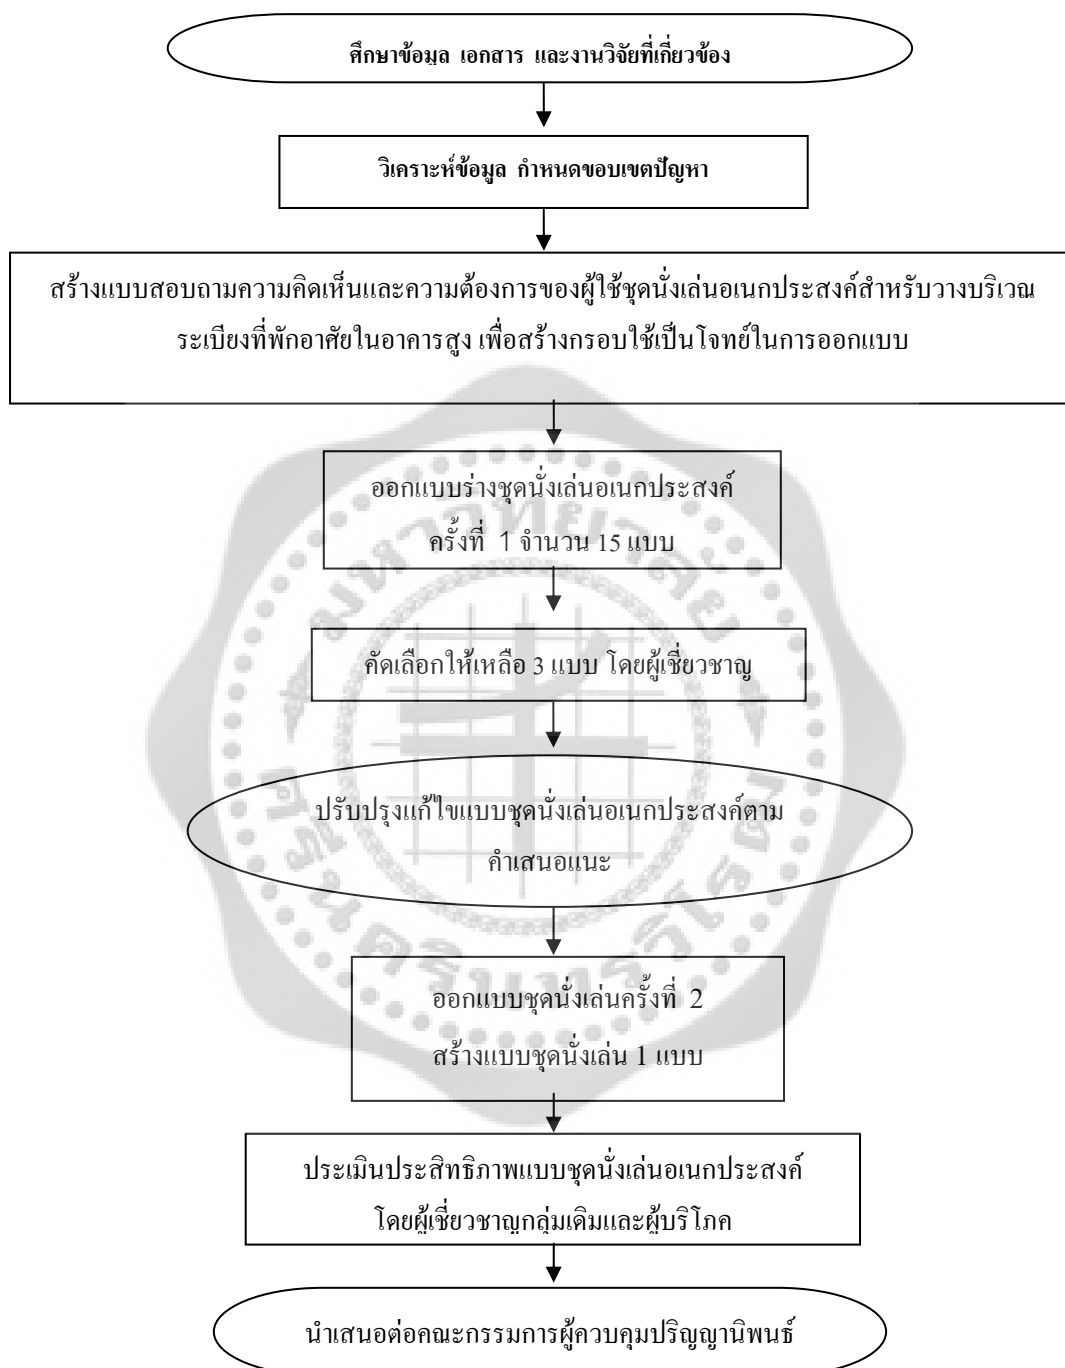 ศึกษาข้อมูล เอกสาร และงานวิจัยที่เกี่ยวข้อง
วิเคราะห์ข้อมูล กำหนดขอบเขตปัญหา
สร้างแบบสอบถามความคิดเห็นและความต้องการของผู้ใช้ชุดนั่งเล่นอเนกประสงค์สำหรับวางบริเวณ
ระเบียงที่พักอาศัยในอาคารสูง เพื่อสร้างกรอบใช้เป็นโจทย์ในการออกแบบ
ออกแบบร่างชุดนั่งเล่นอเนกประสงค์
ครั้งที่ 1 จำนวน 15 แบบ
คัดเลือกให้เหลือ 3 แบบ โดยผู้เชี่ยวชาญ
ปรับปรุงแก้ไขแบบชุดนั่งเล่นอเนกประสงค์ตาม
คำเสนอแนะ
ออกแบบชุดนั่งเล่นครั้งที่ 2
สร้างแบบชุดนั่งเล่น 1 แบบ
ประเมินประสิทธิภาพแบบชุดนั่งเล่นอเนกประสงค์
โดยผู้เชี่ยวชาญกลุ่มเดิมและผู้บริโภค
นำเสนอต่อคณะกรรมการผู้ควบคุมปริญญานิพนธ์
มหาวิทยาลัย
ศรีนครินทรวิโรฒ